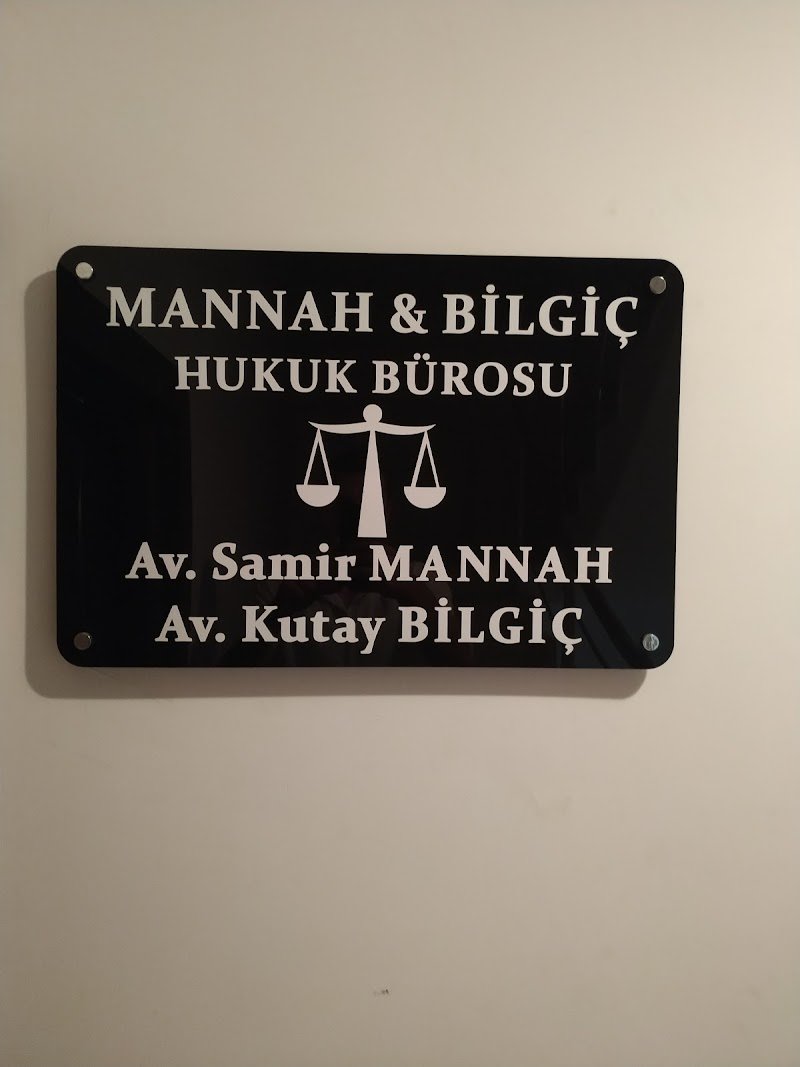 MANNAH & BİLGİÇ
HUKUK BÜROSU
Av. Samir MANNAH
Av. Kutay BİLGİÇ